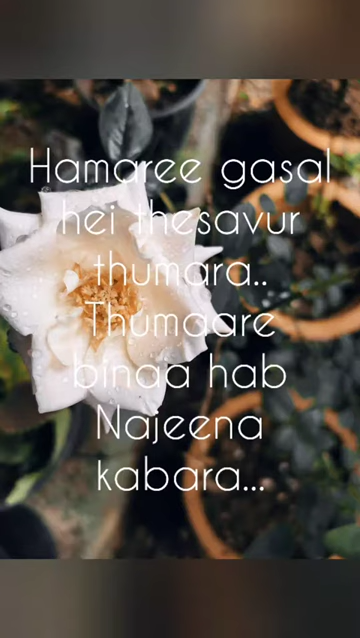 Hamaree gasal
hei thesavur
thumara..
Thumaare
binaa hab
Najeena
kabara...